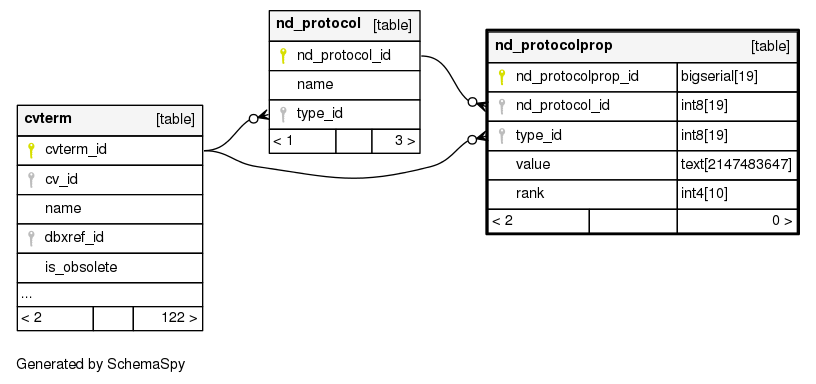 nd_protocol [table]
nd_protocol_id
name
type_id
< 1 3 >
nd_protocolprop [table]
nd_protocolprop_id bigserial[19]
nd_protocol_id int8[19]
type_id int8[19]
value text[2147483647]
rank int4[10]
< 2 0 >
cvterm [table]
cvterm_id
cv_id
name
dbxref_id
is_obsolete
...
< 2 122 >
Generated by SchemaSpy